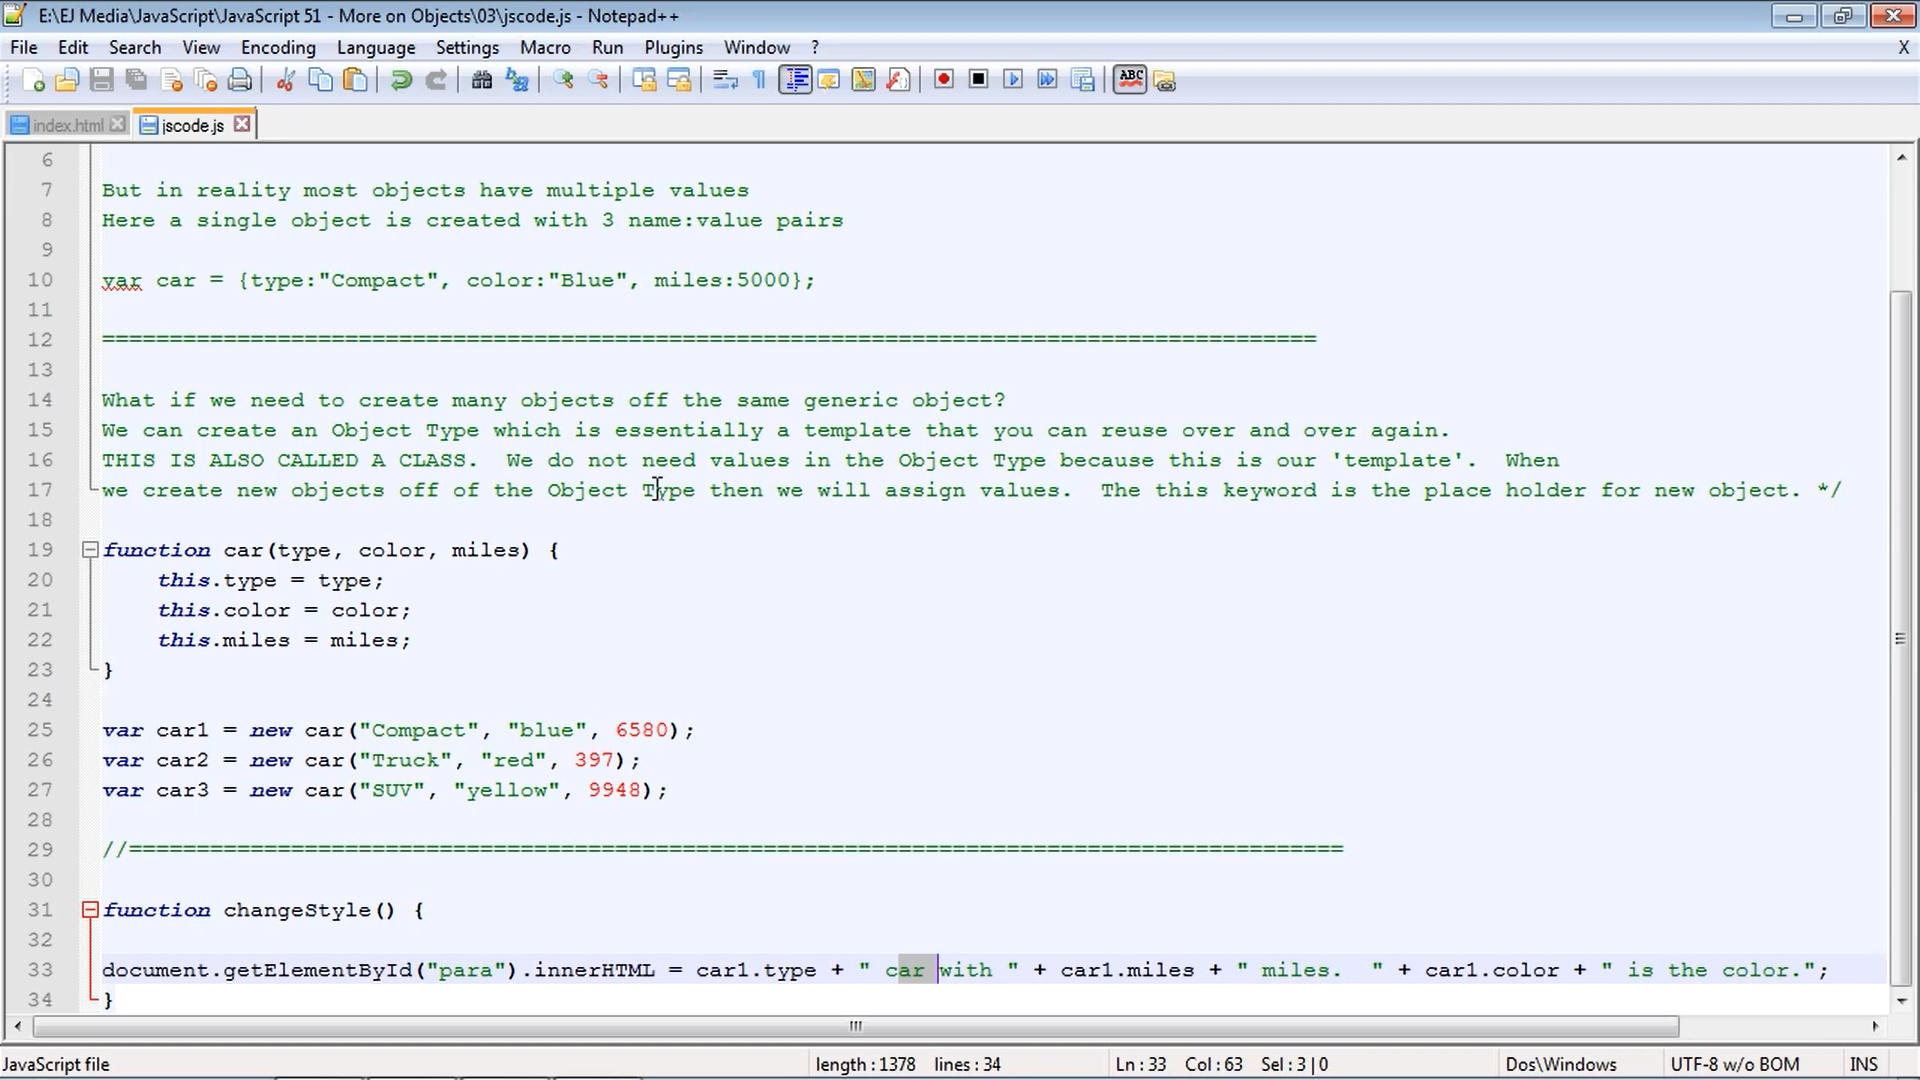 E:\EJ Media\JavaScript\JavaScript 51 - More on Objects\03\jscode.js - Notepad++
File Edit Search View Encoding Language Settings Macro Run Plugins Window ? X
ABC
index.html jscode.js
6
7 But in reality most objects have multiple values
8 Here a single object is created with 3 name:value pairs
9
10 var car = {type:"Compact", color:"Blue", miles:5000};
11
12 ==========================================================================================
13
14 What if we need to create many objects off the same generic object?
15 We can create an Object Type which is essentially a template that you can reuse over and over again.
16 THIS IS ALSO CALLED A CLASS.  We do not need values in the Object Type because this is our 'template'.  When
17 we create new objects off of the Object Type then we will assign values.  The this keyword is the place holder for new object. */
18
19 function car(type, color, miles) {
20     this.type = type;
21     this.color = color;
22     this.miles = miles;
23 }
24
25 var car1 = new car("Compact", "blue", 6580);
26 var car2 = new car("Truck", "red", 397);
27 var car3 = new car("SUV", "yellow", 9948);
28
29 //==========================================================================================
30
31 function changeStyle() {
32
33 document.getElementById("para").innerHTML = car1.type + " car with " + car1.miles + " miles.  " + car1.color + " is the color.";
34 }
JavaScript file length : 1378 lines : 34 Ln : 33 Col : 63 Sel : 3 | 0 Dos\Windows UTF-8 w/o BOM INS